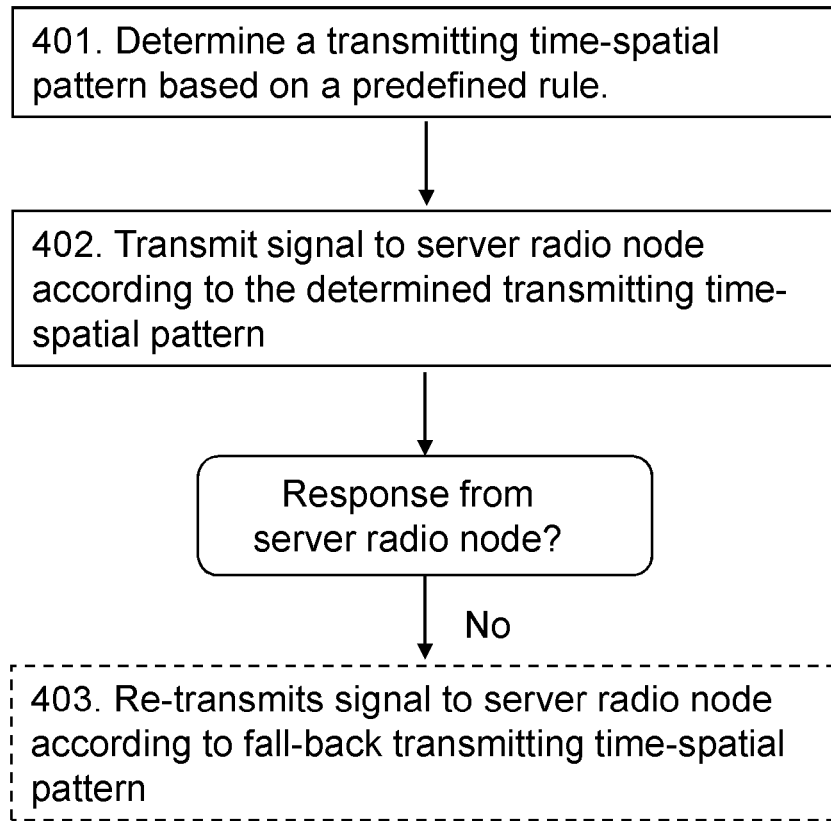 401. Determine a transmitting time-spatial
pattern based on a predefined rule.
402. Transmit signal to server radio node
according to the determined transmitting time-
spatial pattern
Response from
server radio node?
No
403. Re-transmits signal to server radio node
according to fall-back transmitting time-spatial
pattern